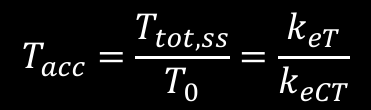 T_acc = T_tot,ss / T_0 = k_eT / k_eCT